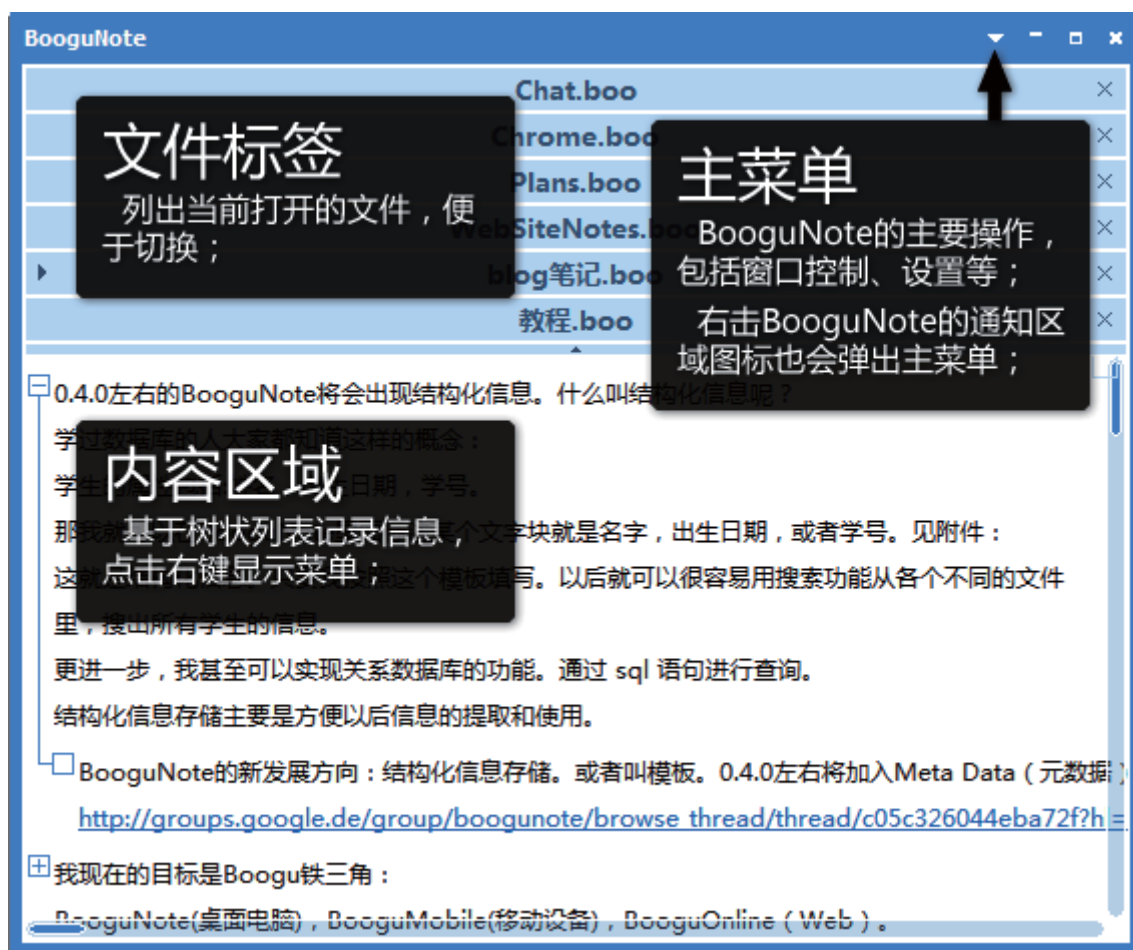 BooguNote
Chat.boo
Chrome.boo
Plans.boo
WebSiteNotes.boo
blog笔记.boo
教程.boo
文件标签
列出当前打开的文件，便
于切换；
主菜单
BooguNote的主要操作，
包括窗口控制、设置等；
右击BooguNote的通知区
域图标也会弹出主菜单；
0.4.0左右的BooguNote将会出现结构化信息。什么叫结构化信息呢？
学过数据库的人大家都知道这样的概念：
内容区域
基于树状列表记录信息，
点击右键显示菜单；
学生 日期，学号。
那我就 某个文字块就是名字，出生日期，或者学号。见附件：
这就 按照这个模板填写。以后就可以很容易用搜索功能从各个不同的文件
里，搜出所有学生的信息。
更进一步，我甚至可以实现关系数据库的功能。通过 sql 语句进行查询。
结构化信息存储主要是方便以后信息的提取和使用。
BooguNote的新发展方向：结构化信息存储。或者叫模板。0.4.0左右将加入Meta Data（元数据）
http://groups.google.de/group/boogunote/browse_thread/thread/c05c326044eba72f?hl=
我现在的目标是Boogu铁三角：
BooguNote(桌面电脑)，BooguMobile(移动设备)，BooguOnline（Web）。